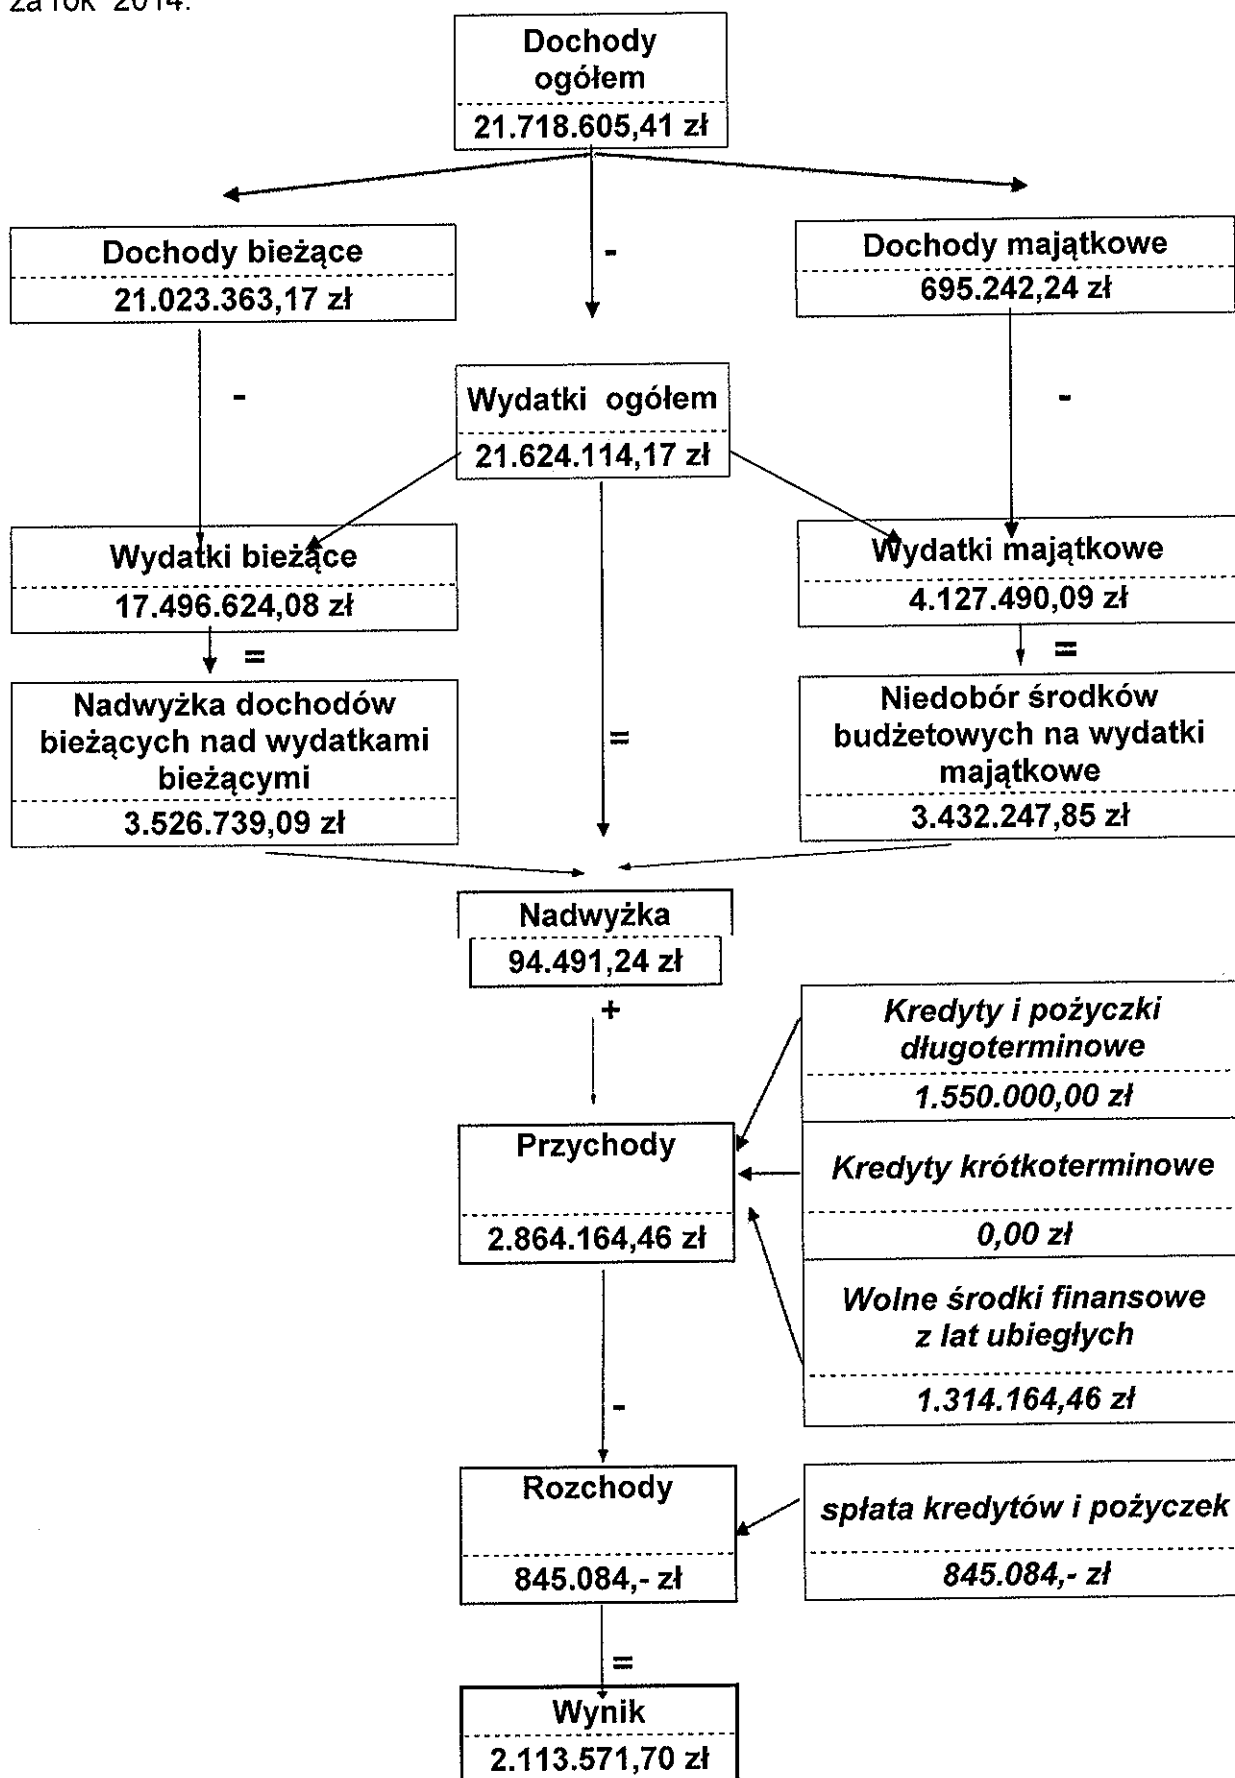 za rok 2014.
Dochody
ogółem
21.718.605,41 zł
Dochody bieżące
21.023.363,17 zł
-
Dochody majątkowe
695.242,24 zł
-
Wydatki ogółem
21.624.114,17 zł
-
Wydatki bieżące
17.496.624,08 zł
Wydatki majątkowe
4.127.490,09 zł
=
=
Nadwyżka dochodów
bieżących nad wydatkami
bieżącymi
3.526.739,09 zł
=
Niedobór środków
budżetowych na wydatki
majątkowe
3.432.247,85 zł
Nadwyżka
94.491,24 zł
+
Kredyty i pożyczki
długoterminowe
1.550.000,00 zł
Przychody
2.864.164,46 zł
Kredyty krótkoterminowe
0,00 zł
Wolne środki finansowe
z lat ubiegłych
1.314.164,46 zł
-
Rozchody
845.084,- zł
spłata kredytów i pożyczek
845.084,- zł
=
Wynik
2.113.571,70 zł